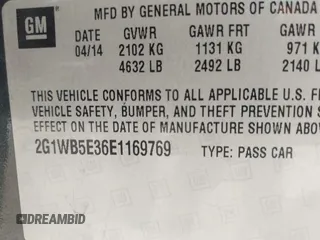 GM
MFD BY GENERAL MOTORS OF CANADA
DATE GVWR GAWR FRT GAWR
04/14 2102 KG 1131 KG 971 K
4632 LB 2492 LB 2140 L
THIS VEHICLE CONFORMS TO ALL APPLICABLE U.S. F
VEHICLE SAFETY, BUMPER, AND THEFT PREVENTION S
EFFECT ON THE DATE OF MANUFACTURE SHOWN ABOV
2G1WB5E36E1169769 TYPE: PASS CAR
DREAMBID